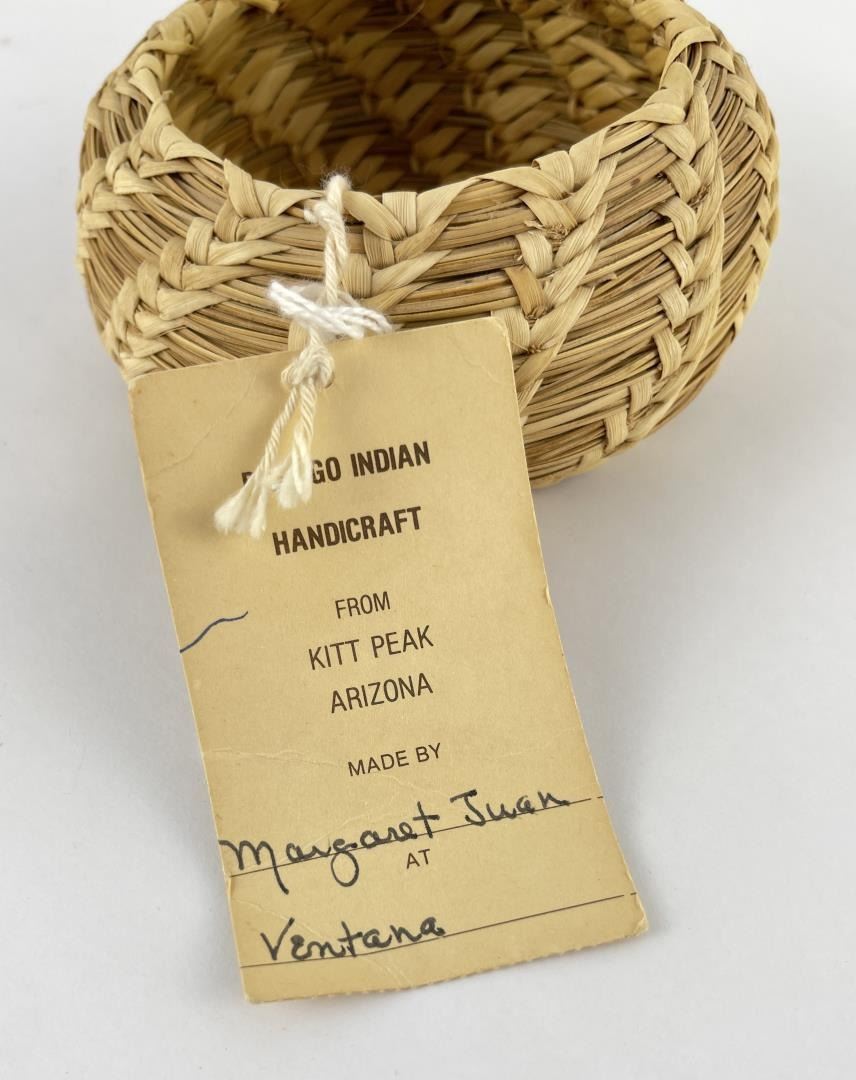 INDIAN
HANDICRAFT
FROM
KITT PEAK
ARIZONA
MADE BY
Margaret Juan
AT
Ventana